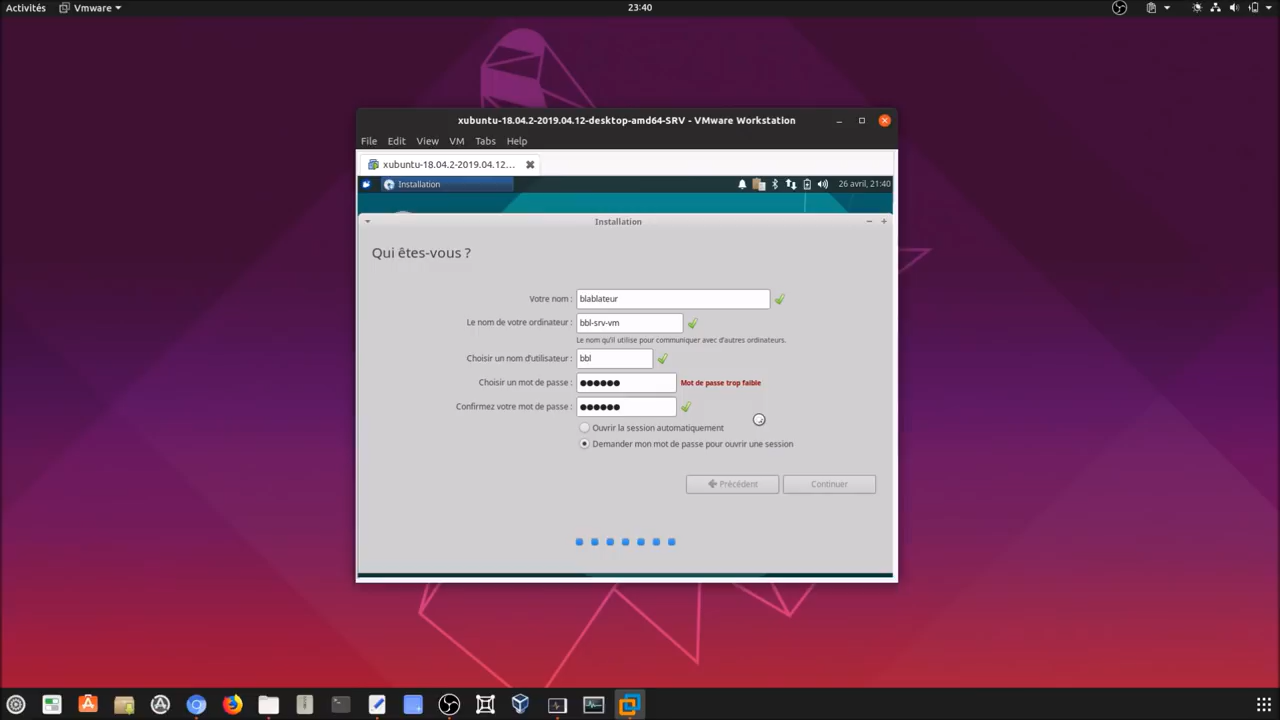 Activités Vmware 23:40
xubuntu-18.04.2-2019.04.12-desktop-amd64-SRV - VMware Workstation
File Edit View VM Tabs Help
xubuntu-18.04.2-2019.04.12...
Installation 26 avril, 21:40
Installation
Qui êtes-vous ?
Votre nom : blablateur
Le nom de votre ordinateur : bbl-srv-vm
Le nom qu'il utilise pour communiquer avec d'autres ordinateurs.
Choisir un nom d'utilisateur : bbl
Choisir un mot de passe : ●●●●●● Mot de passe trop faible
Confirmez votre mot de passe : ●●●●●●
Ouvrir la session automatiquement
Demander mon mot de passe pour ouvrir une session
Précédent Continuer